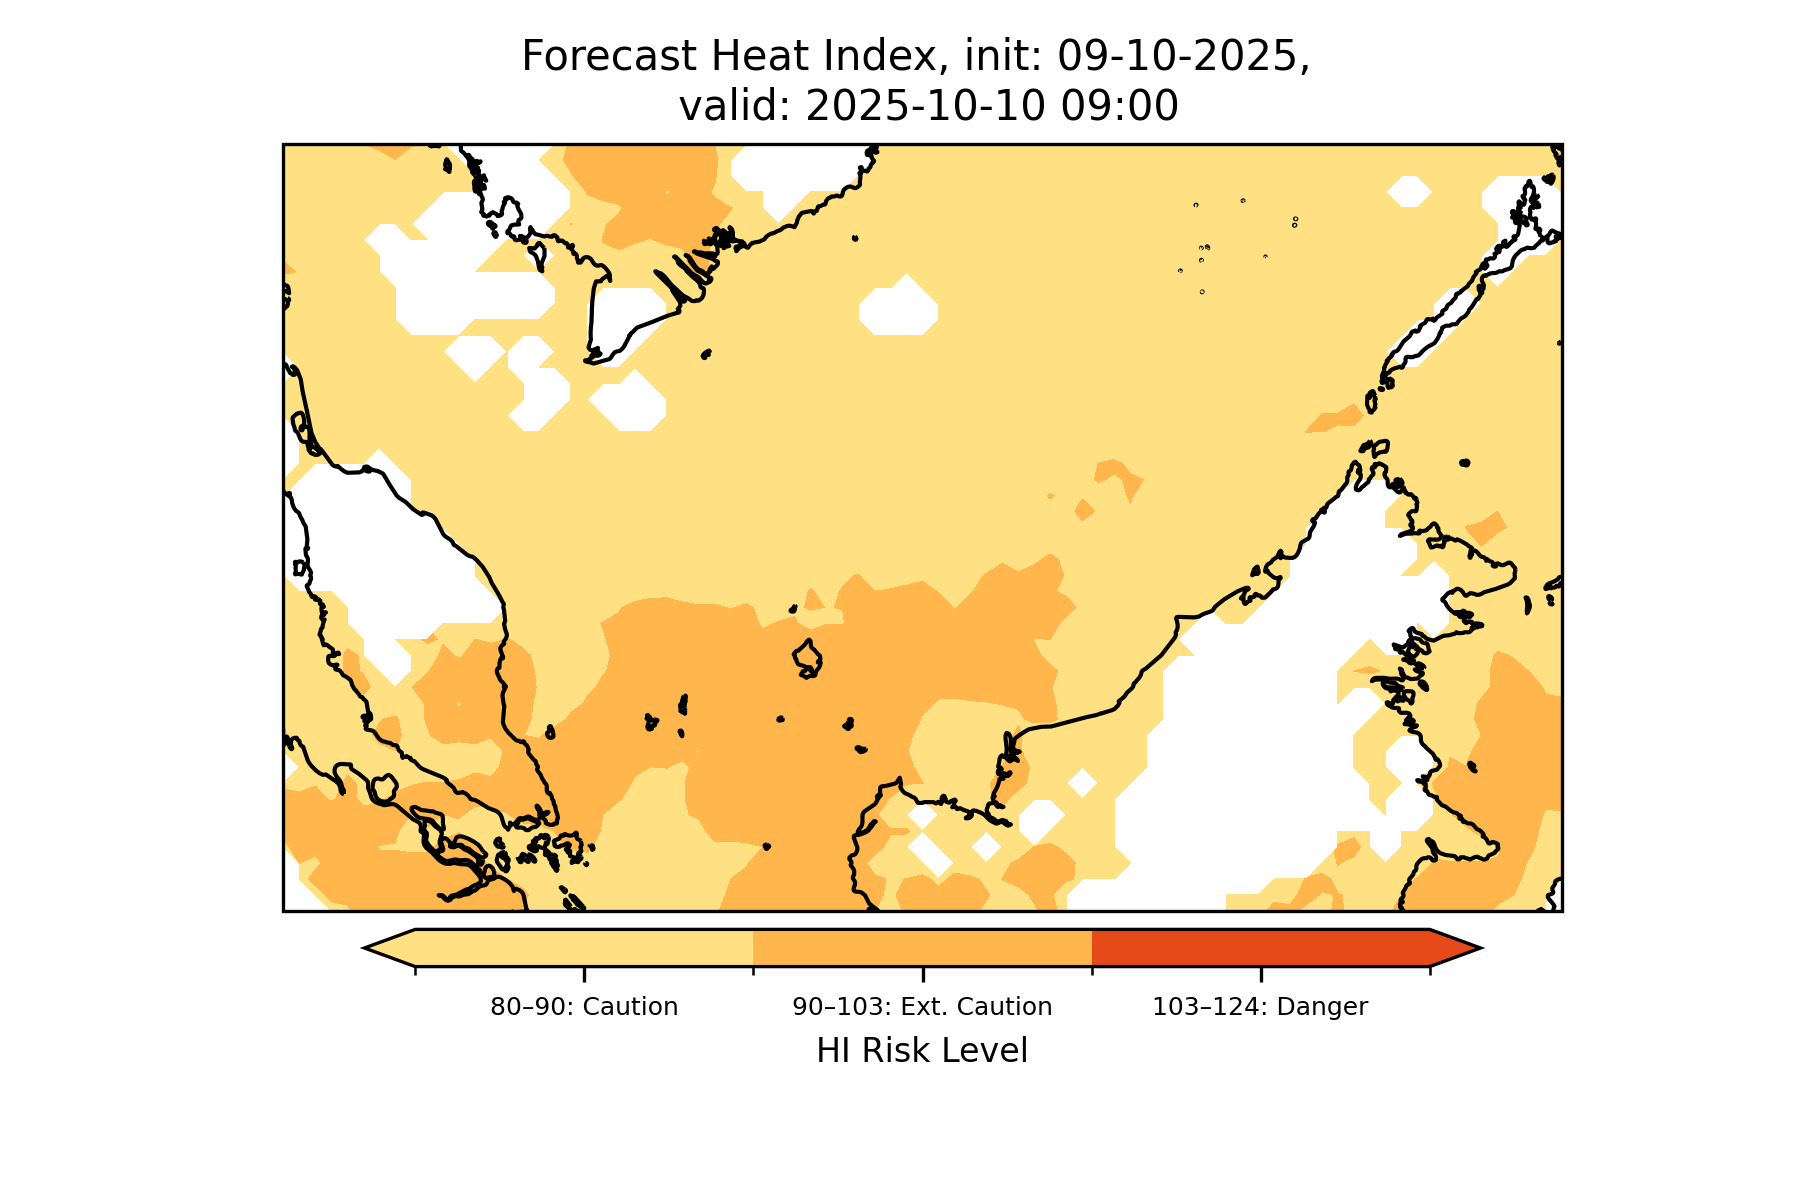 Forecast Heat Index, init: 09-10-2025,
valid: 2025-10-10 09:00
80–90: Caution
90–103: Ext. Caution
103–124: Danger
HI Risk Level